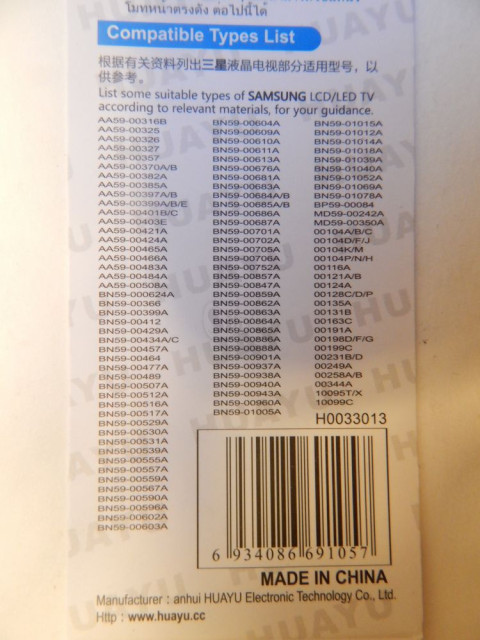 โบทหน้าตรงดัง ต่อไปนี้ได้
Compatible Types List
根据有关资料列出三星液晶电视部分适用型号，以
供参考。
List some suitable types of SAMSUNG LCD/LED TV
according to relevant materials, for your guidance.
AA59-00316B
AA59-00325
AA59-00326
AA59-00327
AA59-00357
AA59-00370A/B
AA59-00382A
AA59-00385A
AA59-00397A/B
AA59-00399A/B/E
AA59-00401B/C
AA59-00403E
AA59-00421A
AA59-00424A
AA59-00465A
AA59-00466A
AA59-00483A
AA59-00484A
AA59-00508A
BN59-000624A
BN59-00366
BN59-00399A
BN59-00412
BN59-00429A
BN59-00434A/C
BN59-00457A
BN59-00464
BN59-00477A
BN59-00489
BN59-00507A
BN59-00512A
BN59-00516A
BN59-00517A
BN59-00529A
BN59-00530A
BN59-00531A
BN59-00539A
BN59-00555A
BN59-00557A
BN59-00559A
BN59-00567A
BN59-00590A
BN59-00596A
BN59-00602A
BN59-00603A
BN59-00604A
BN59-00609A
BN59-00610A
BN59-00611A
BN59-00613A
BN59-00676A
BN59-00681A
BN59-00683A
BN59-00684A/B
BN59-00685A/B
BN59-00686A
BN59-00687A
BN59-00701A
BN59-00702A
BN59-00705A
BN59-00706A
BN59-00752A
BN59-00857A
BN59-00847A
BN59-00859A
BN59-00862A
BN59-00863A
BN59-00864A
BN59-00865A
BN59-00886A
BN59-00888A
BN59-00901A
BN59-00937A
BN59-00938A
BN59-00940A
BN59-00943A
BN59-00960A
BN59-01005A
BN59-01015A
BN59-01012A
BN59-01014A
BN59-01018A
BN59-01039A
BN59-01040A
BN59-01052A
BN59-01069A
BN59-01078A
BP59-00084
MD59-00242A
MD59-00350A
00104A/B/C
00104D/F/J
00104K/M
00104P/N/H
00116A
00121A/B
00124A
00128C/D/P
00135A
00131B
00163C
00191A
00198D/F/G
00199C
00231B/D
00249A
00258A/B
00344A
10095T/X
10099C
H0033013
6 934086 691057
MADE IN CHINA
Manufacturer : anhui HUAYU Electronic Technology Co., Ltd.
Http : www.huayu.cc